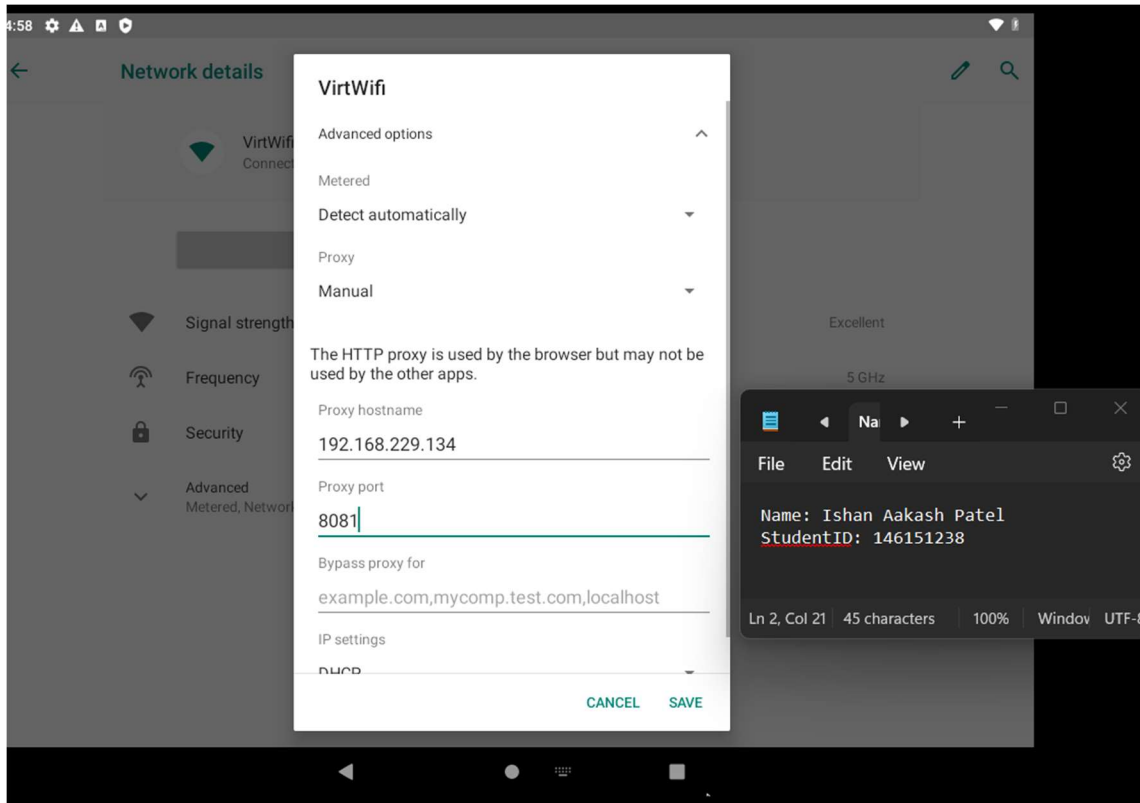 4:58
Network details
VirtWifi
Connect
Signal strength
Excellent
Frequency
5 GHz
Security
Advanced
Metered, Network
VirtWifi
Advanced options
Metered
Detect automatically
Proxy
Manual
The HTTP proxy is used by the browser but may not be
used by the other apps.
Proxy hostname
192.168.229.134
Proxy port
8081
Bypass proxy for
example.com,mycomp.test.com,localhost
IP settings
DHCP
CANCEL SAVE
Na
File Edit View
Name: Ishan Aakash Patel
StudentID: 146151238
Ln 2, Col 21 45 characters 100% Window UTF-8